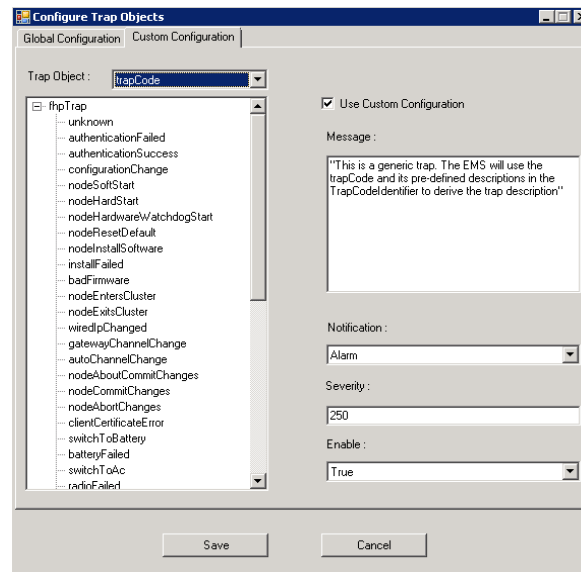 Configure Trap Objects
Global Configuration
Custom Configuration
Trap Object :
trapCode
fhpTrap
unknown
authenticationFailed
authenticationSuccess
configurationChange
nodeSoftStart
nodeHardStart
nodeHardwareWatchdogStart
nodeResetDefault
nodeInstallSoftware
installFailed
badFirmware
nodeEntersCluster
nodeExitsCluster
wiredIpChanged
gatewayChannelChange
autoChannelChange
nodeAboutCommitChanges
nodeCommitChanges
nodeAbortChanges
clientCertificateError
switchToBattery
batteryFailed
switchToAc
radioFailed
Use Custom Configuration
Message :
"This is a generic trap. The EMS will use the
trapCode and its pre-defined descriptions in the
TrapCodeIdentifier to derive the trap description"
Notification :
Alarm
Severity :
250
Enable :
True
Save
Cancel